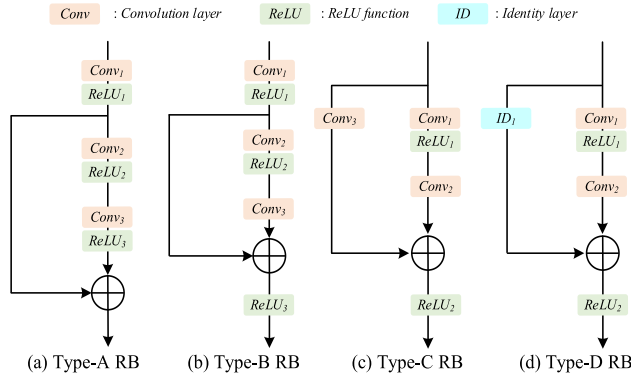 Conv : Convolution layer ReLU : ReLU function ID : Identity layer
Conv₁ Conv₁
ReLU₁ ReLU₁
Conv₃ Conv₁ ID₁ Conv₁
ReLU₁ ReLU₁
Conv₂ Conv₂
ReLU₂ ReLU₂
Conv₂ Conv₂
Conv₃ Conv₃
ReLU₃
ReLU₃ ReLU₂ ReLU₂
(a) Type-A RB (b) Type-B RB (c) Type-C RB (d) Type-D RB